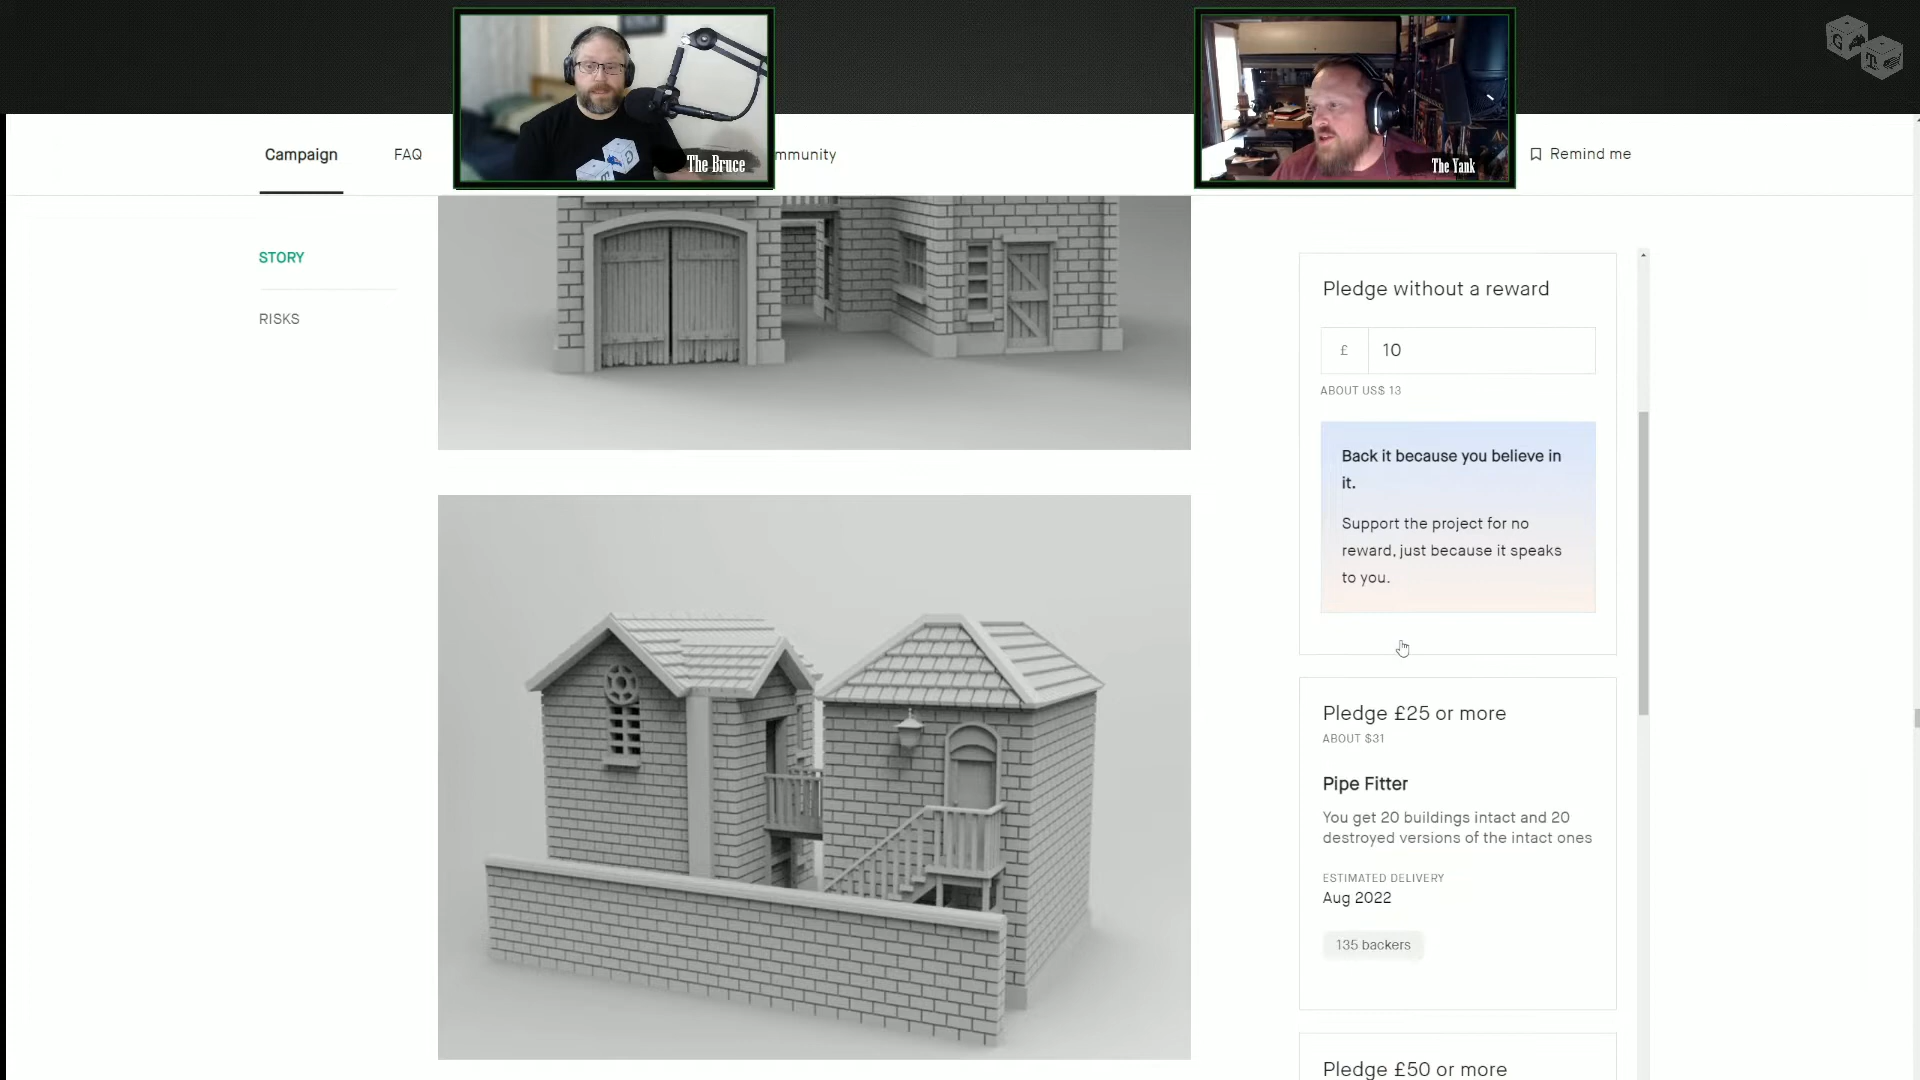 The Bruce
The Yank
G
T
Campaign
FAQ
mmunity
Remind me
STORY
RISKS
Pledge without a reward
£
10
ABOUT US$ 13
Back it because you believe in
it.
Support the project for no
reward, just because it speaks
to you.
Pledge £25 or more
ABOUT $31
Pipe Fitter
You get 20 buildings intact and 20
destroyed versions of the intact ones
ESTIMATED DELIVERY
Aug 2022
135 backers
Pledge £50 or more